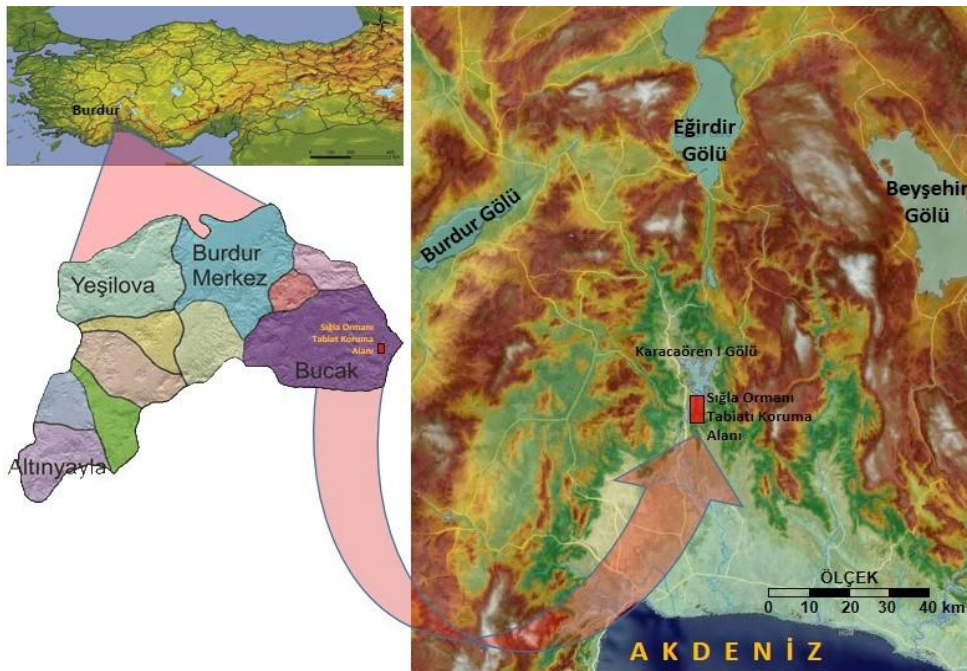 Burdur
Yeşilova
Burdur
Merkez
Sığla Ormanı
Tabiat Koruma
Alanı
Bucak
Altınyayla
Eğirdir
Gölü
Beyşehir
Gölü
Burdur Gölü
Karacaören I Gölü
Sığla Ormanı
Tabiatı Koruma
Alanı
ÖLÇEK
0 10 20 30 40 km
AKDENİZ